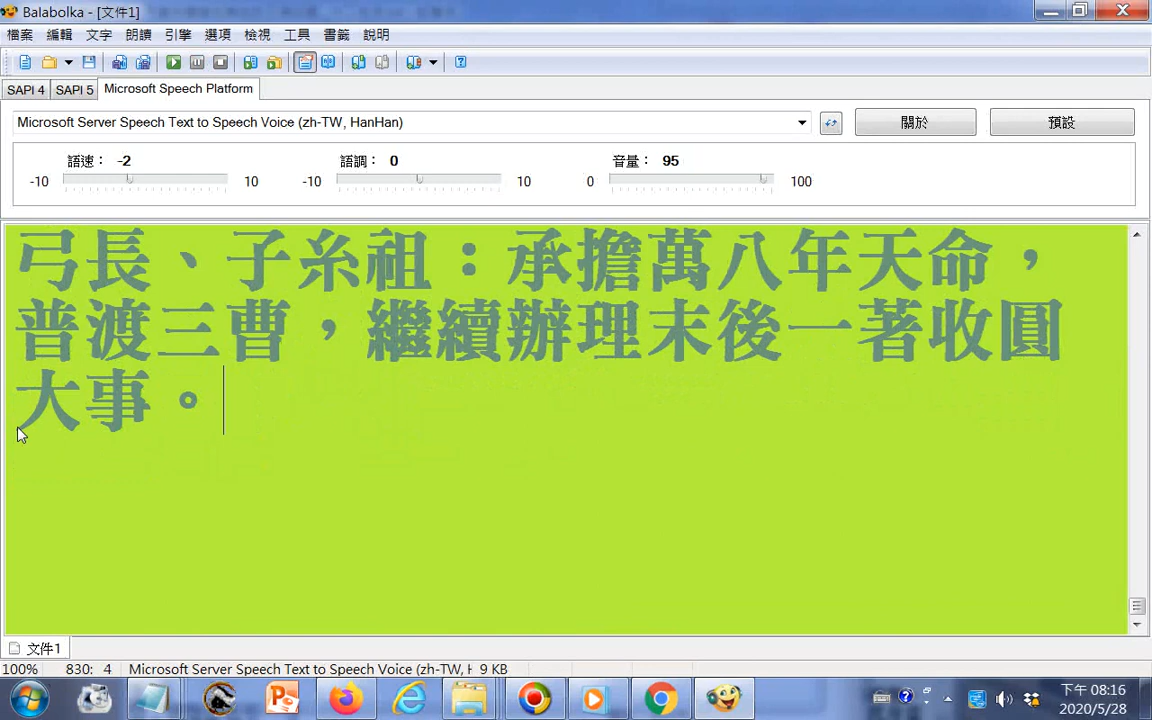 Balabolka - [文件1]
檔案 編輯 文字 朗讀 引擎 選項 檢視 工具 書籤 說明
SAPI 4 SAPI 5 Microsoft Speech Platform
Microsoft Server Speech Text to Speech Voice (zh-TW, HanHan) 關於 預設
語速： -2 語調： 0 音量： 95
-10 10 -10 10 0 100
弓長、子系祖：承擔萬八年天命，
普渡三曹，繼續辦理末後一著收圓
大事。
文件1
100% 830: 4 Microsoft Server Speech Text to Speech Voice (zh-TW, H 9 KB
下午 08:16
2020/5/28